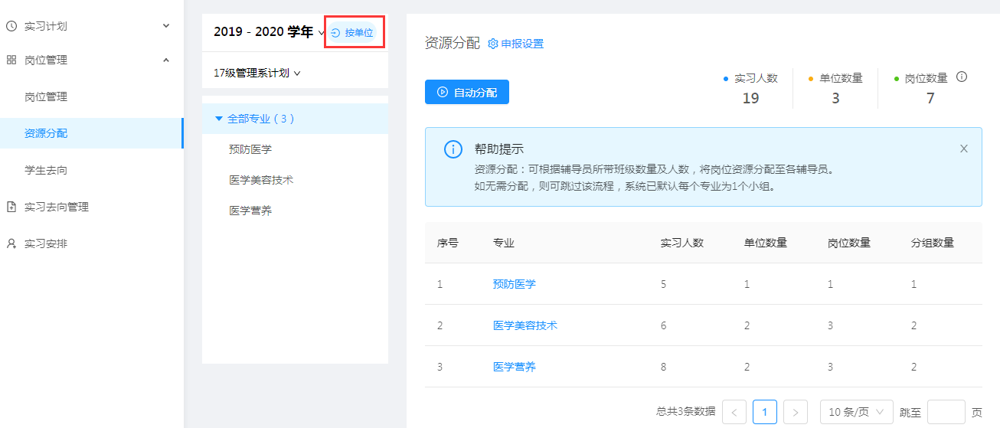 实习计划
岗位管理
岗位管理
资源分配
学生去向
实习去向管理
实习安排
2019 - 2020 学年
按单位
17级管理系计划
全部专业（3）
预防医学
医学美容技术
医学营养
资源分配 申报设置
自动分配
实习人数 单位数量 岗位数量
19 3 7
帮助提示
资源分配：可根据辅导员所带班级数量及人数，将岗位资源分配至各辅导员。
如无需分配，则可跳过该流程，系统已默认每个专业为1个小组。
序号 专业 实习人数 单位数量 岗位数量 分组数量
1 预防医学 5 1 1 1
2 医学美容技术 6 2 3 2
3 医学营养 8 2 3 2
总共3条数据 < 1 > 10 条/页 跳至 页